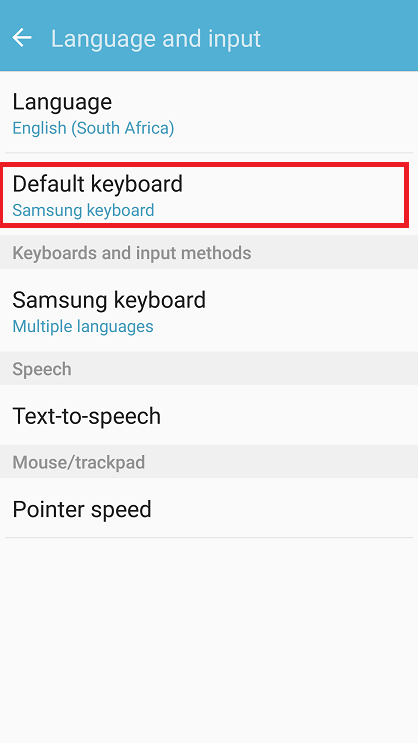 Language and input
Language
English (South Africa)
Default keyboard
Samsung keyboard
Keyboards and input methods
Samsung keyboard
Multiple languages
Speech
Text-to-speech
Mouse/trackpad
Pointer speed